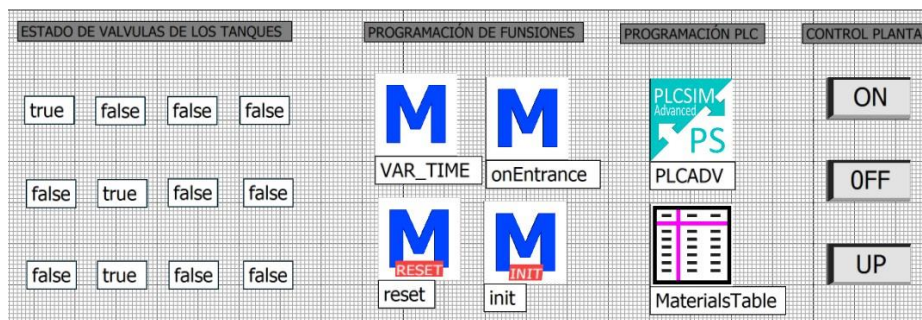 ESTADO DE VALVULAS DE LOS TANQUES
PROGRAMACIÓN DE FUNSIONES
PROGRAMACIÓN PLC
CONTROL PLANTA
true false false false
false true false false
false true false false
M
VAR_TIME
M
onEntrance
M
RESET
reset
M
INIT
init
PLCSIM
Advanced
PS
PLCADV
MaterialsTable
ON
0FF
UP